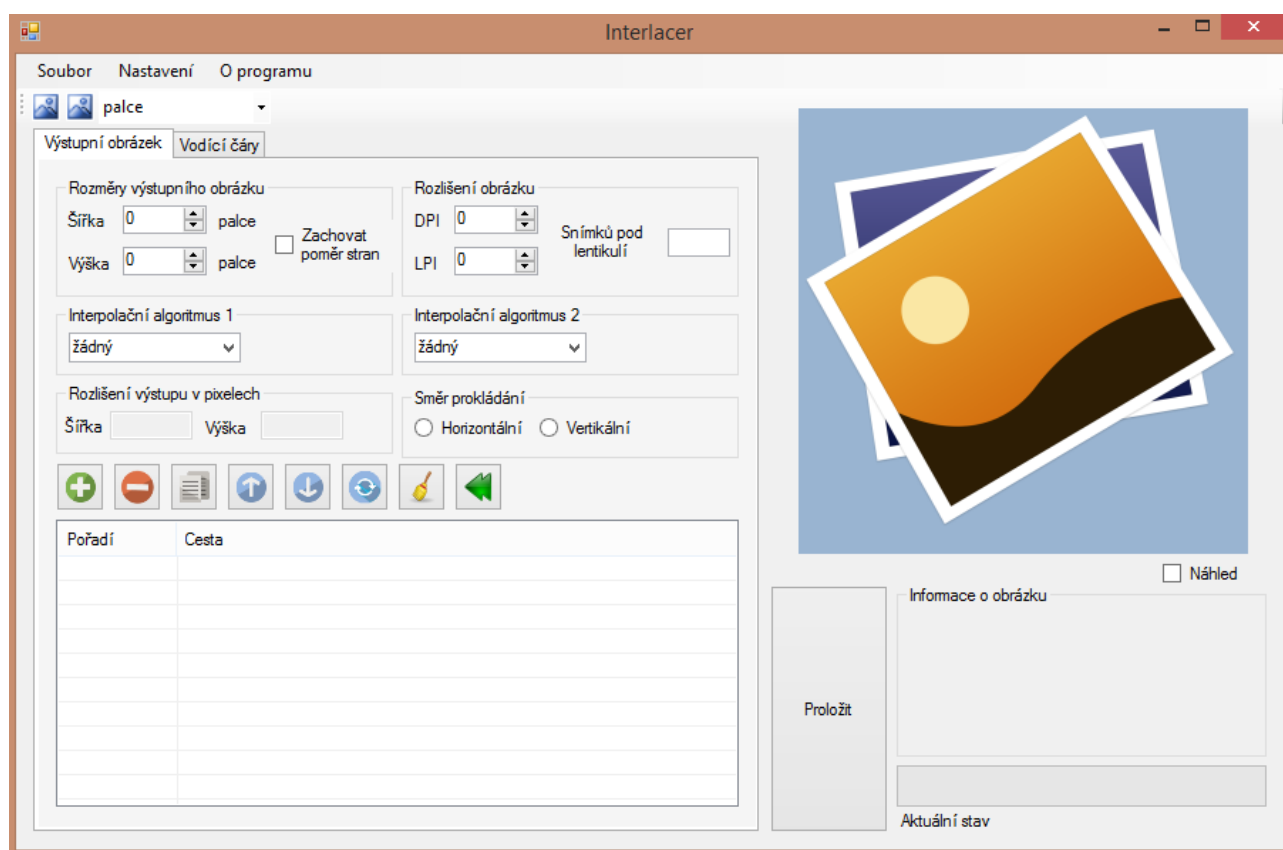 Interlacer
Soubor Nastavení O programu
palce
Výstupní obrázek Vodící čáry
Rozměry výstupního obrázku
Šířka 0 palce
Výška 0 palce
Zachovat
poměr stran
Rozlišení obrázku
DPI 0
LPI 0
Snímků pod
lentikulí
Interpolační algoritmus 1
žádný
Interpolační algoritmus 2
žádný
Rozlišení výstupu v pixelech
Šířka Výška
Směr prokládání
Horizontální Vertikální
Pořadí Cesta
Náhled
Informace o obrázku
Proložit
Aktuální stav